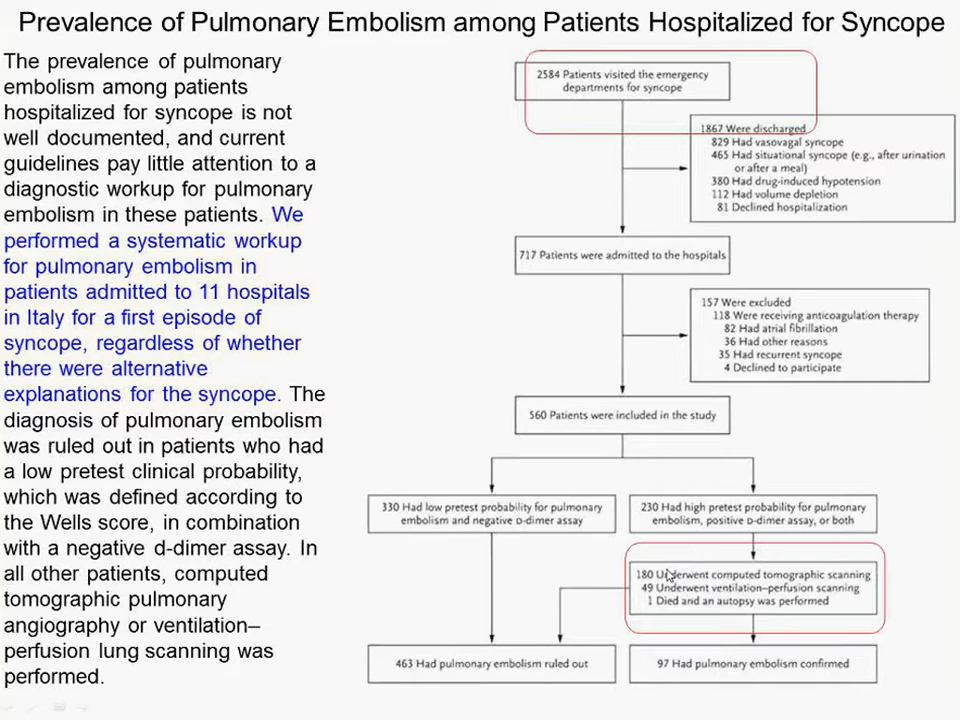 Prevalence of Pulmonary Embolism among Patients Hospitalized for Syncope
The prevalence of pulmonary
embolism among patients
hospitalized for syncope is not
well documented, and current
guidelines pay little attention to a
diagnostic workup for pulmonary
embolism in these patients. We
performed a systematic workup
for pulmonary embolism in
patients admitted to 11 hospitals
in Italy for a first episode of
syncope, regardless of whether
there were alternative
explanations for the syncope. The
diagnosis of pulmonary embolism
was ruled out in patients who had
a low pretest clinical probability,
which was defined according to
the Wells score, in combination
with a negative d-dimer assay. In
all other patients, computed
tomographic pulmonary
angiography or ventilation–
perfusion lung scanning was
performed.
2584 Patients visited the emergency
departments for syncope
1867 Were discharged
829 Had vasovagal syncope
465 Had situational syncope (e.g., after urination
or after a meal)
380 Had drug-induced hypotension
112 Had volume depletion
81 Declined hospitalization
717 Patients were admitted to the hospitals
157 Were excluded
118 Were receiving anticoagulation therapy
82 Had atrial fibrillation
36 Had other reasons
35 Had recurrent syncope
4 Declined to participate
560 Patients were included in the study
330 Had low pretest probability for pulmonary
embolism and negative D-dimer assay
230 Had high pretest probability for pulmonary
embolism, positive D-dimer assay, or both
180 Underwent computed tomographic scanning
49 Underwent ventilation–perfusion scanning
1 Died and an autopsy was performed
463 Had pulmonary embolism ruled out
97 Had pulmonary embolism confirmed